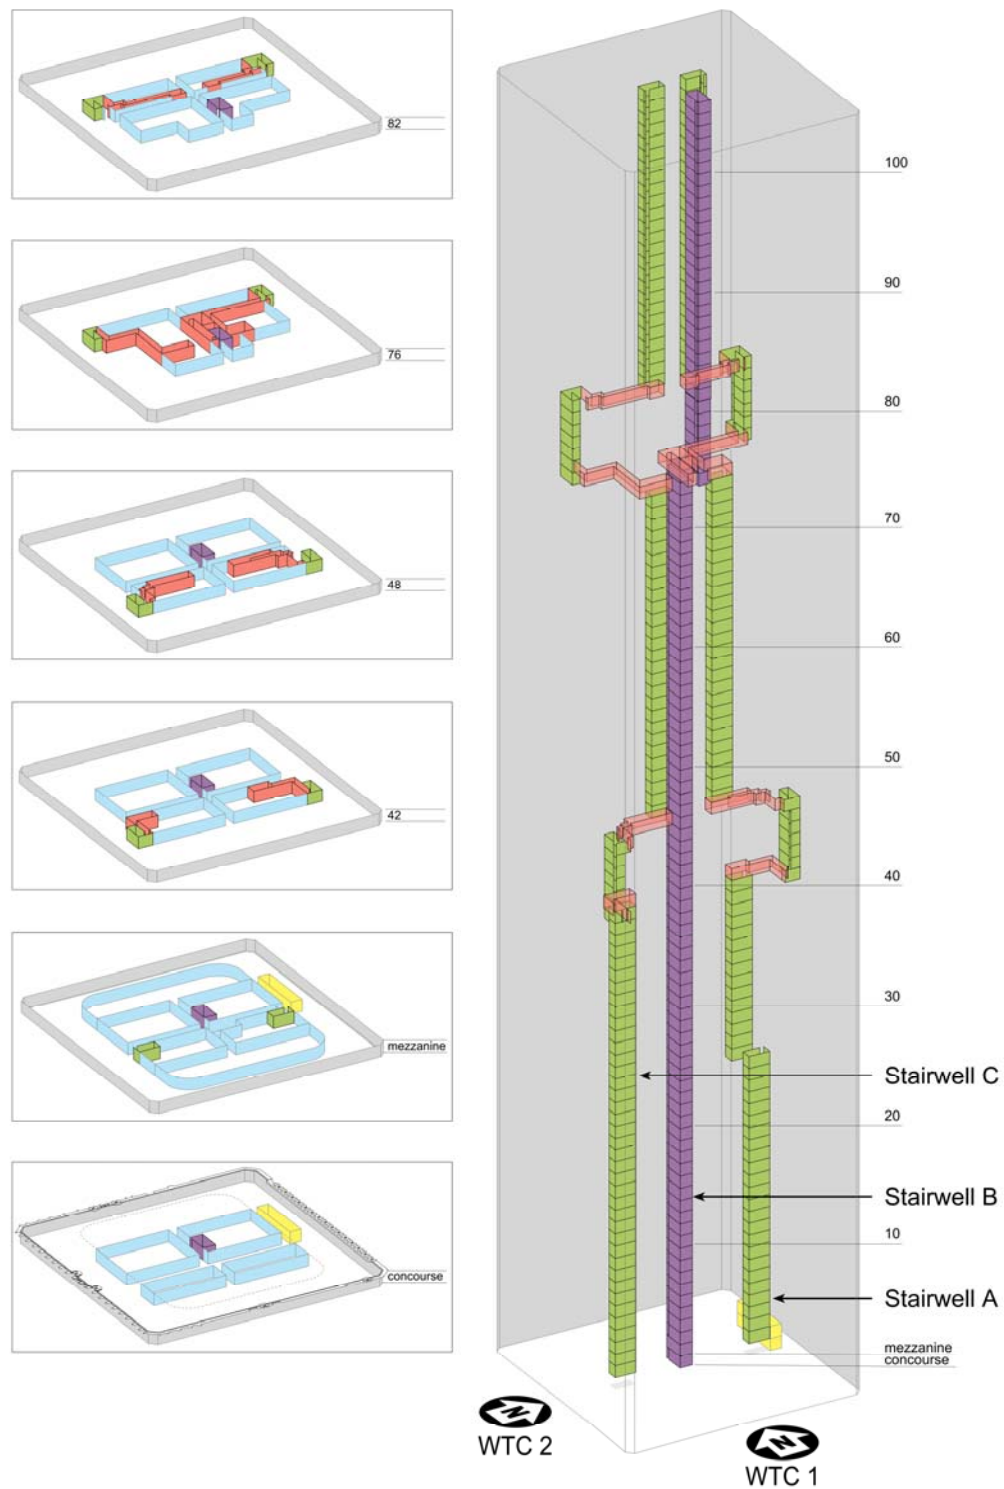 82
76
48
42
mezzanine
concourse
100
90
80
70
60
50
40
30
Stairwell C
20
Stairwell B
10
Stairwell A
mezzanine
concourse
N
WTC 2
N
WTC 1